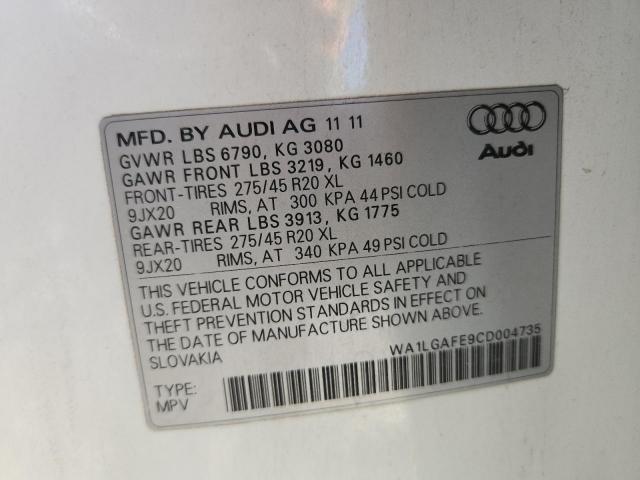 MFD. BY AUDI AG 11 11
GVWR LBS 6790, KG 3080
GAWR FRONT LBS 3219, KG 1460
FRONT-TIRES 275/45 R20 XL
9JX20 RIMS, AT 300 KPA 44 PSI COLD
GAWR REAR LBS 3913, KG 1775
REAR-TIRES 275/45 R20 XL
9JX20 RIMS, AT 340 KPA 49 PSI COLD
Audi
THIS VEHICLE CONFORMS TO ALL APPLICABLE
U.S. FEDERAL MOTOR VEHICLE SAFETY AND
THEFT PREVENTION STANDARDS IN EFFECT ON
THE DATE OF MANUFACTURE SHOWN ABOVE.
SLOVAKIA
WA1LGAFE9CD004735
TYPE:
MPV